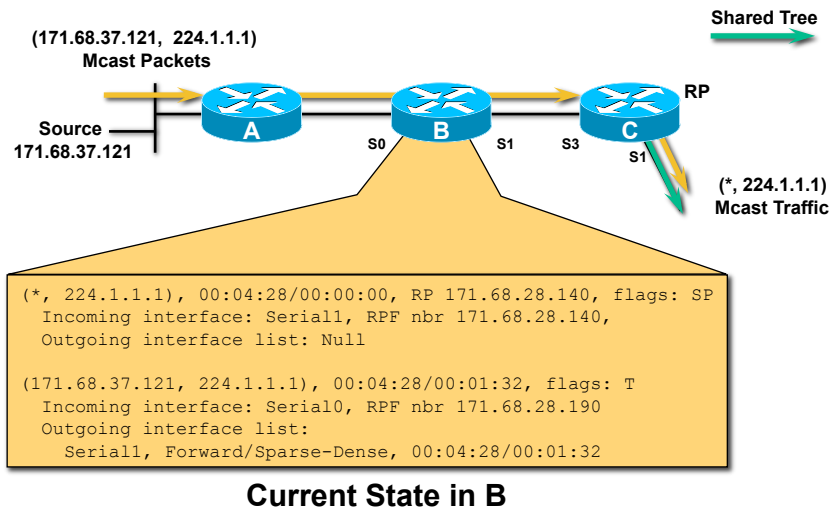 Shared Tree
(171.68.37.121, 224.1.1.1)
Mcast Packets
RP
A
B
C
Source
171.68.37.121
S0
S1
S3
S1
(*, 224.1.1.1)
Mcast Traffic
(*, 224.1.1.1), 00:04:28/00:00:00, RP 171.68.28.140, flags: SP
Incoming interface: Serial1, RPF nbr 171.68.28.140,
Outgoing interface list: Null
(171.68.37.121, 224.1.1.1), 00:04:28/00:01:32, flags: T
Incoming interface: Serial0, RPF nbr 171.68.28.190
Outgoing interface list:
Serial1, Forward/Sparse-Dense, 00:04:28/00:01:32
Current State in B